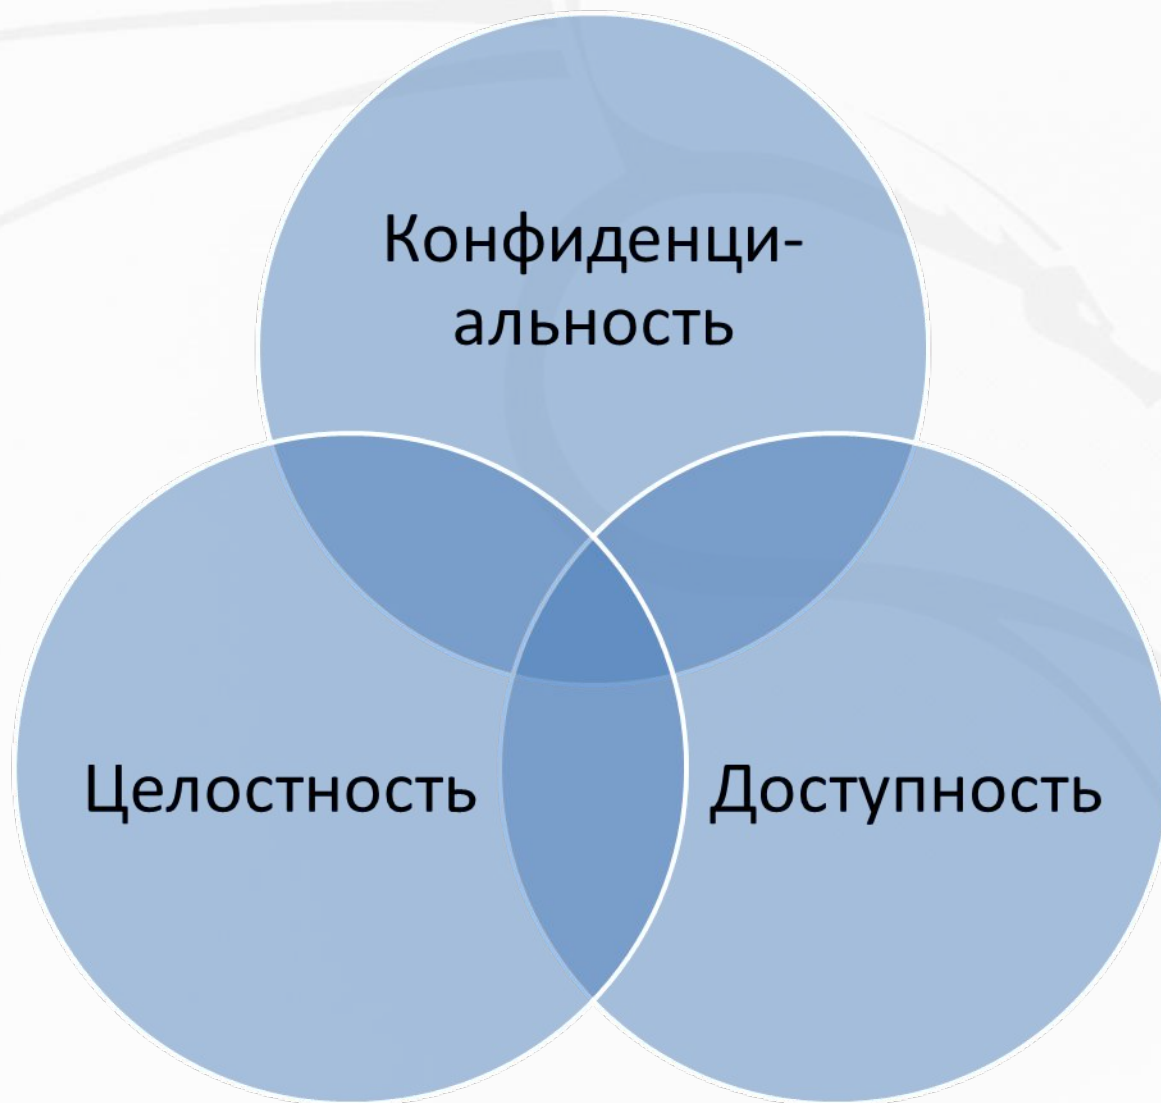 Конфиденци-
альность
Целостность
Доступность